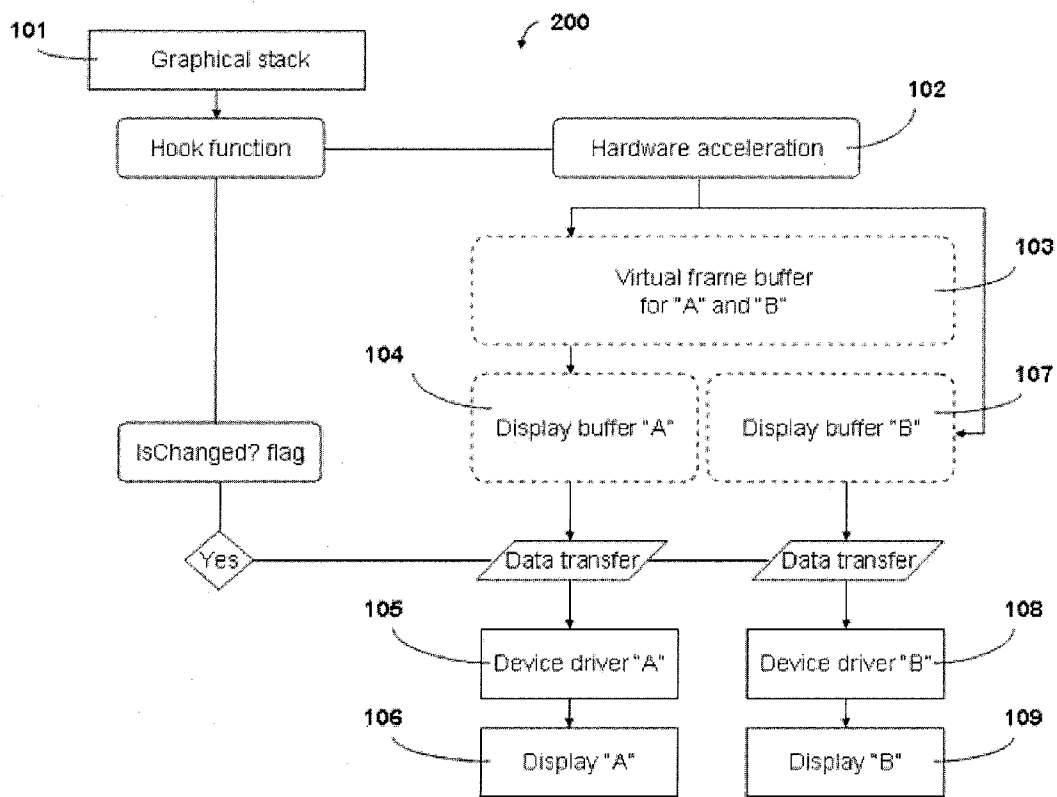 200
101
Graphical stack
102
Hook function
Hardware acceleration
103
Virtual frame buffer
for "A" and "B"
104
107
Display buffer "A"
Display buffer "B"
IsChanged? flag
Yes
Data transfer
Data transfer
105
108
Device driver "A"
Device driver "B"
106
109
Display "A"
Display "B"